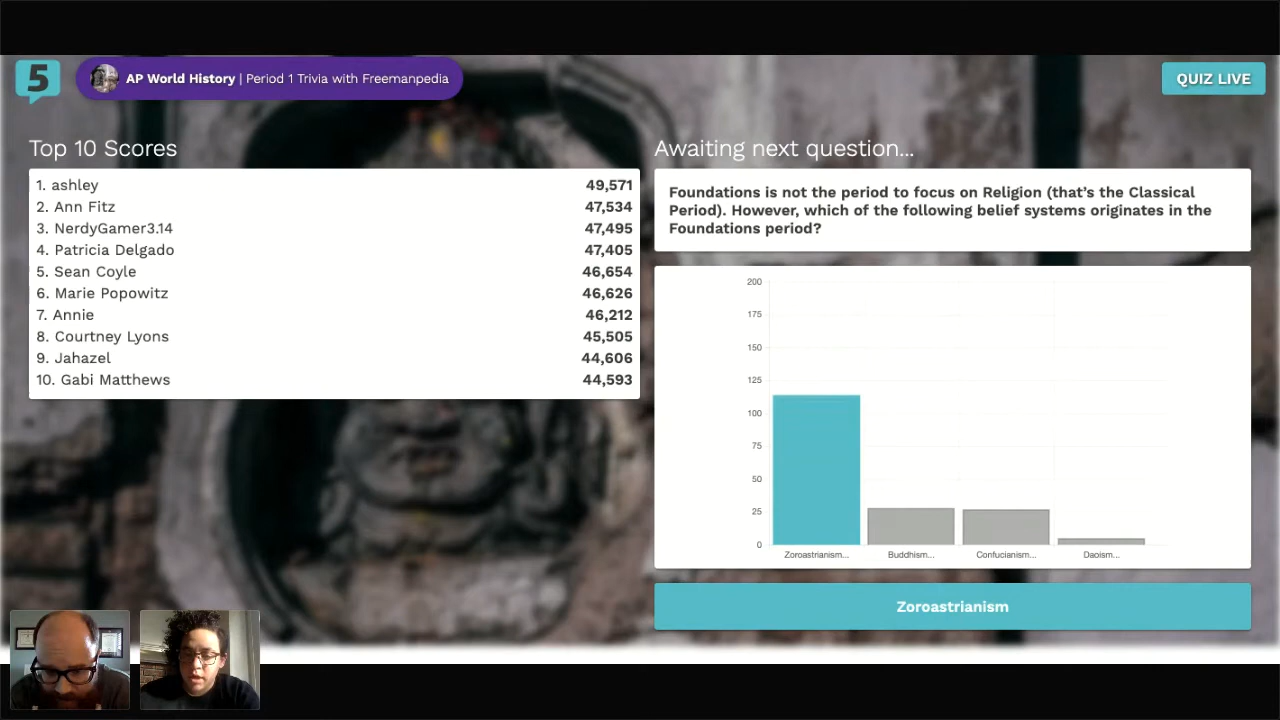 5
AP World History | Period 1 Trivia with Freemanpedia
QUIZ LIVE
Top 10 Scores
1. ashley 49,571
2. Ann Fitz 47,534
3. NerdyGamer3.14 47,495
4. Patricia Delgado 47,405
5. Sean Coyle 46,654
6. Marie Popowitz 46,626
7. Annie 46,212
8. Courtney Lyons 45,505
9. Jahazel 44,606
10. Gabi Matthews 44,593
Awaiting next question...
Foundations is not the period to focus on Religion (that's the Classical
Period). However, which of the following belief systems originates in the
Foundations period?
200
175
150
125
100
75
50
25
0
Zoroastrianism... Buddhism... Confucianism... Daoism...
Zoroastrianism